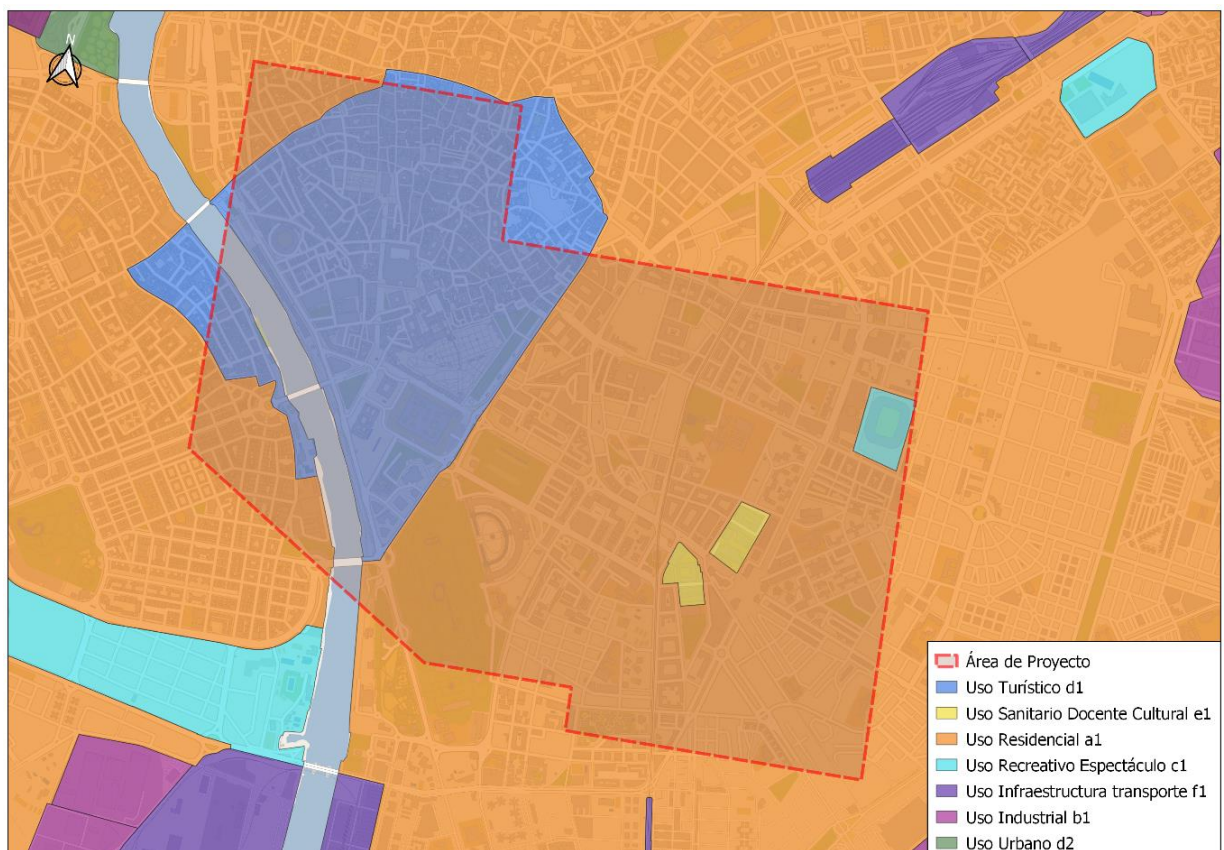 N
Área de Proyecto
Uso Turístico d1
Uso Sanitario Docente Cultural e1
Uso Residencial a1
Uso Recreativo Espectáculo c1
Uso Infraestructura transporte f1
Uso Industrial b1
Uso Urbano d2